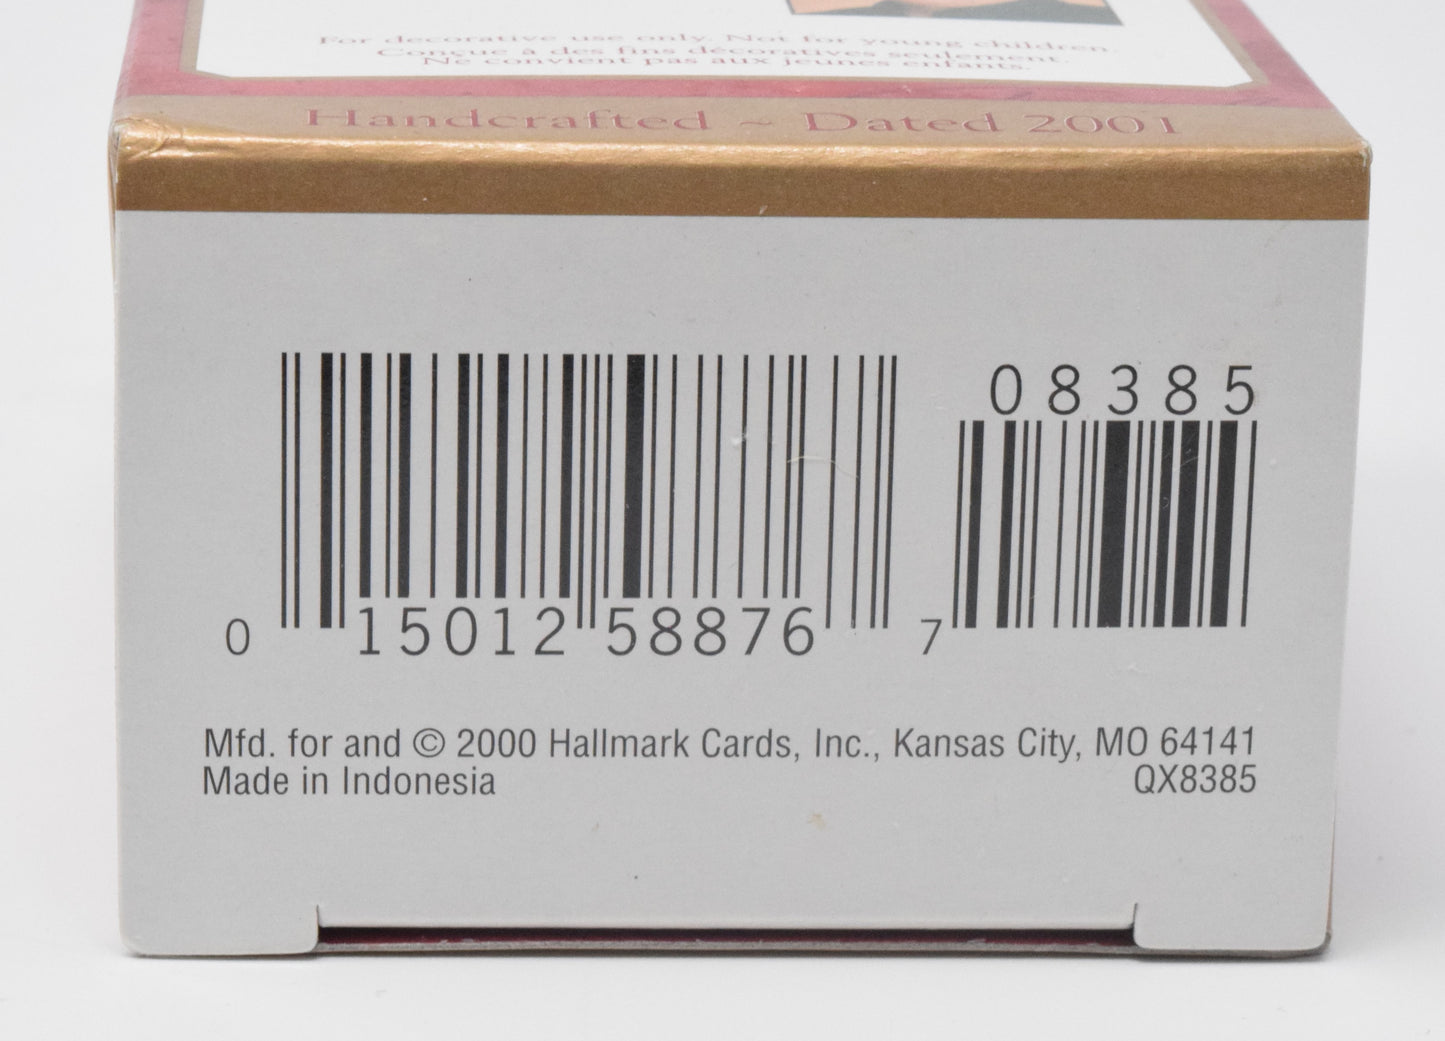 For decorative use only. Not for young children.
Conçue à des fins décoratives seulement.
Ne convient pas aux jeunes enfants.
Handcrafted ~ Dated 2001
08385
0 15012 58876 7
Mfd. for and © 2000 Hallmark Cards, Inc., Kansas City, MO 64141
Made in Indonesia QX8385